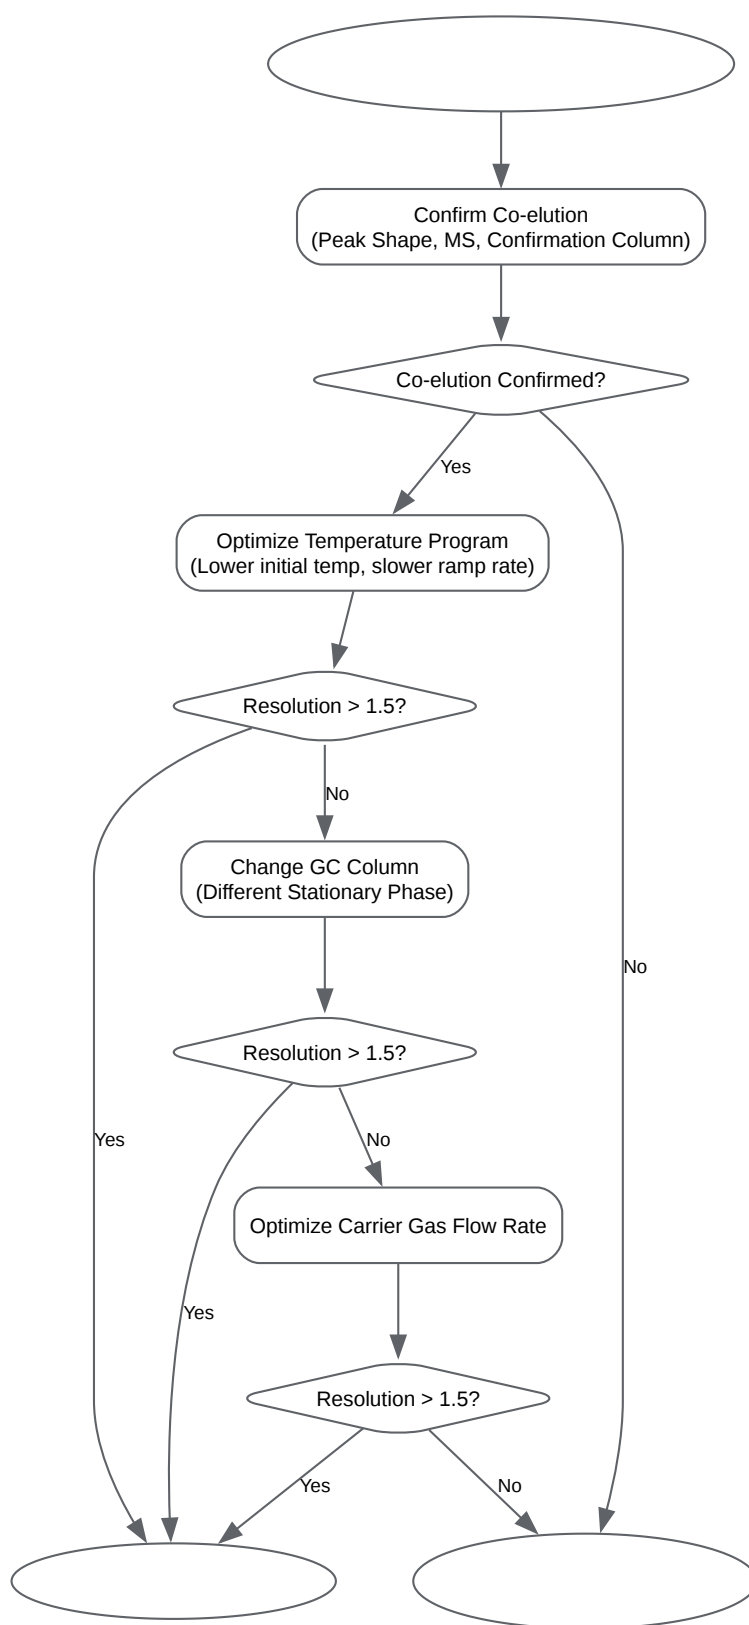 Confirm Co-elution
(Peak Shape, MS, Confirmation Column)
Co-elution Confirmed?
Yes
Optimize Temperature Program
(Lower initial temp, slower ramp rate)
Resolution > 1.5?
No
Change GC Column
(Different Stationary Phase)
No
Resolution > 1.5?
Yes
No
Optimize Carrier Gas Flow Rate
Yes
Resolution > 1.5?
Yes
No